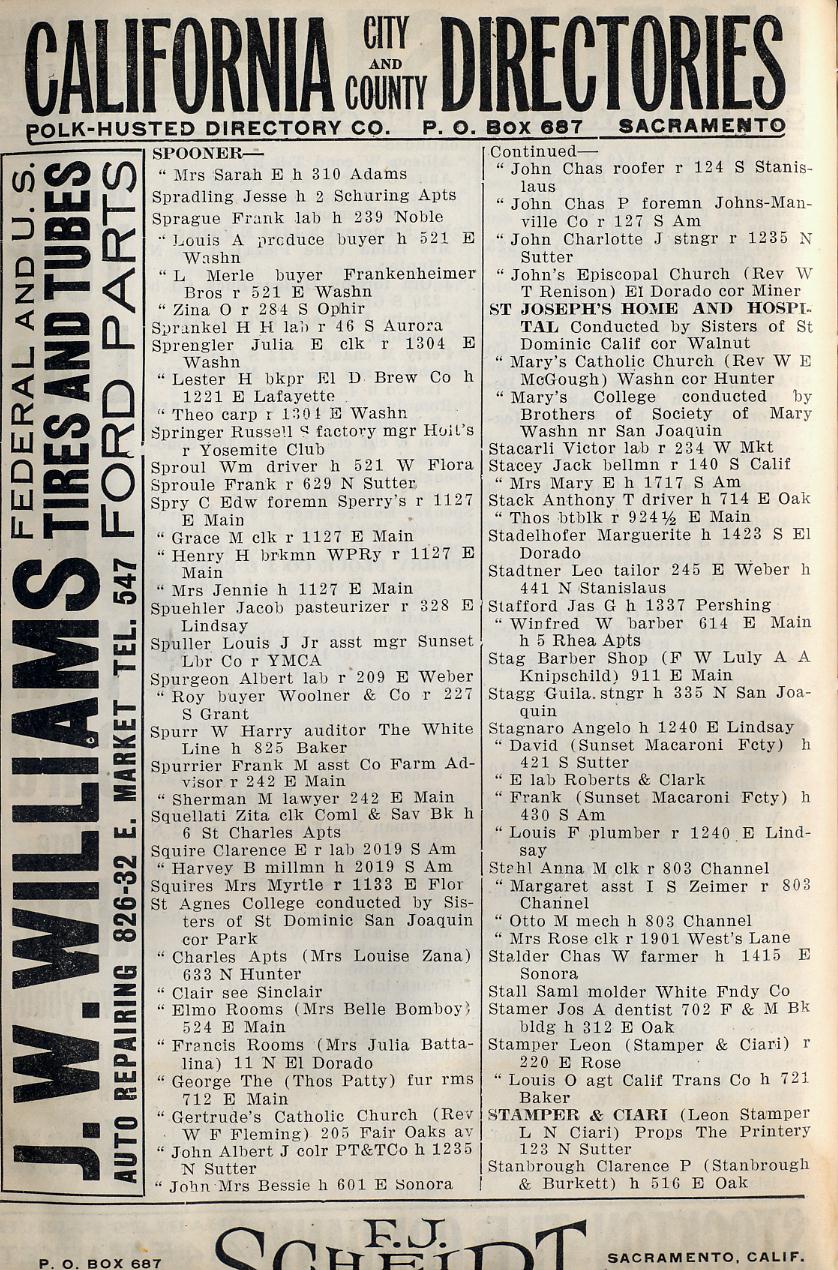 CALIFORNIA CITY AND COUNTY DIRECTORIES
POLK-HUSTED DIRECTORY CO. P. O. BOX 687 SACRAMENTO
J. W. WILLIAMS
FEDERAL AND U.S.
TIRES AND TUBES
FORD PARTS
AUTO REPAIRING 826-32 E. MARKET TEL. 547
SPOONER—
" Mrs Sarah E h 310 Adams
Spradling Jesse h 2 Schuring Apts
Sprague Frank lab h 239 Noble
" Louis A produce buyer h 521 E
Washn
" L Merle buyer Frankenheimer
Bros r 521 E Washn
" Zina O r 284 S Ophir
Sprankel H H lab r 46 S Aurora
Sprengler Julia E clk r 1304 E
Washn
" Lester H bkpr El D Brew Co h
1221 E Lafayette
" Theo carp r 1304 E Washn
Springer Russell S factory mgr Holt's
r Yosemite Club
Sproul Wm driver h 521 W Flora
Sproule Frank r 629 N Sutter
Spry C Edw foremn Sperry's r 1127
E Main
" Grace M clk r 1127 E Main
" Henry H brkmn WPRy r 1127 E
Main
" Mrs Jennie h 1127 E Main
Spuehler Jacob pasteurizer r 328 E
Lindsay
Spuller Louis J Jr asst mgr Sunset
Lbr Co r YMCA
Spurgeon Albert lab r 209 E Weber
" Roy buyer Woolner & Co r 227
S Grant
Spurr W Harry auditor The White
Line h 825 Baker
Spurrier Frank M asst Co Farm Ad-
visor r 242 E Main
" Sherman M lawyer 242 E Main
Squellati Zita clk Coml & Sav Bk h
6 St Charles Apts
Squire Clarence E r lab 2019 S Am
" Harvey B millmn h 2019 S Am
Squires Mrs Myrtle r 1133 E Flor
St Agnes College conducted by Sis-
ters of St Dominic San Joaquin
cor Park
" Charles Apts (Mrs Louise Zana)
633 N Hunter
" Clair see Sinclair
" Elmo Rooms (Mrs Belle Bomboy)
524 E Main
" Francis Rooms (Mrs Julia Batta-
lina) 11 N El Dorado
" George The (Thos Patty) fur rms
712 E Main
" Gertrude's Catholic Church (Rev
W F Fleming) 205 Fair Oaks av
" John Albert J colr PT&TCo h 1235
N Sutter
" John Mrs Bessie h 601 E Sonora
Continued—
" John Chas roofer r 124 S Stanis-
laus
" John Chas P foremn Johns-Man-
ville Co r 127 S Am
" John Charlotte J stngr r 1235 N
Sutter
" John's Episcopal Church (Rev W
T Renison) El Dorado cor Miner
ST JOSEPH'S HOME AND HOSPI-
TAL Conducted by Sisters of St
Dominic Calif cor Walnut
" Mary's Catholic Church (Rev W E
McGough) Washn cor Hunter
" Mary's College conducted by
Brothers of Society of Mary
Washn nr San Joaquin
Stacarli Victor lab r 234 W Mkt
Stacey Jack bellmn r 140 S Calif
" Mrs Mary E h 1717 S Am
Stack Anthony T driver h 714 E Oak
" Thos btblk r 924½ E Main
Stadelhofer Marguerite h 1423 S El
Dorado
Stadtner Leo tailor 245 E Weber h
441 N Stanislaus
Stafford Jas G h 1337 Pershing
" Winfred W barber 614 E Main
h 5 Rhea Apts
Stag Barber Shop (F W Luly A A
Knipschild) 911 E Main
Stagg Guila. stngr h 335 N San Joa-
quin
Stagnaro Angelo h 1240 E Lindsay
" David (Sunset Macaroni Fcty) h
421 S Sutter
" E lab Roberts & Clark
" Frank (Sunset Macaroni Fcty) h
430 S Am
" Louis F plumber r 1240 E Lind-
say
Stahl Anna M clk r 803 Channel
" Margaret asst I S Zeimer r 803
Channel
" Otto M mech h 803 Channel
" Mrs Rose clk r 1901 West's Lane
Stalder Chas W farmer h 1415 E
Sonora
Stall Saml molder White Fndy Co
Stamer Jos A dentist 702 F & M Bk
bldg h 312 E Oak
Stamper Leon (Stamper & Ciari) r
220 E Rose
" Louis O agt Calif Trans Co h 721
Baker
STAMPER & CIARI (Leon Stamper
L N Ciari) Props The Printery
123 N Sutter
Stanbrough Clarence P (Stanbrough
& Burkett) h 516 E Oak
F.J.
SCHEIDT
P. O. BOX 687
SACRAMENTO, CALIF.